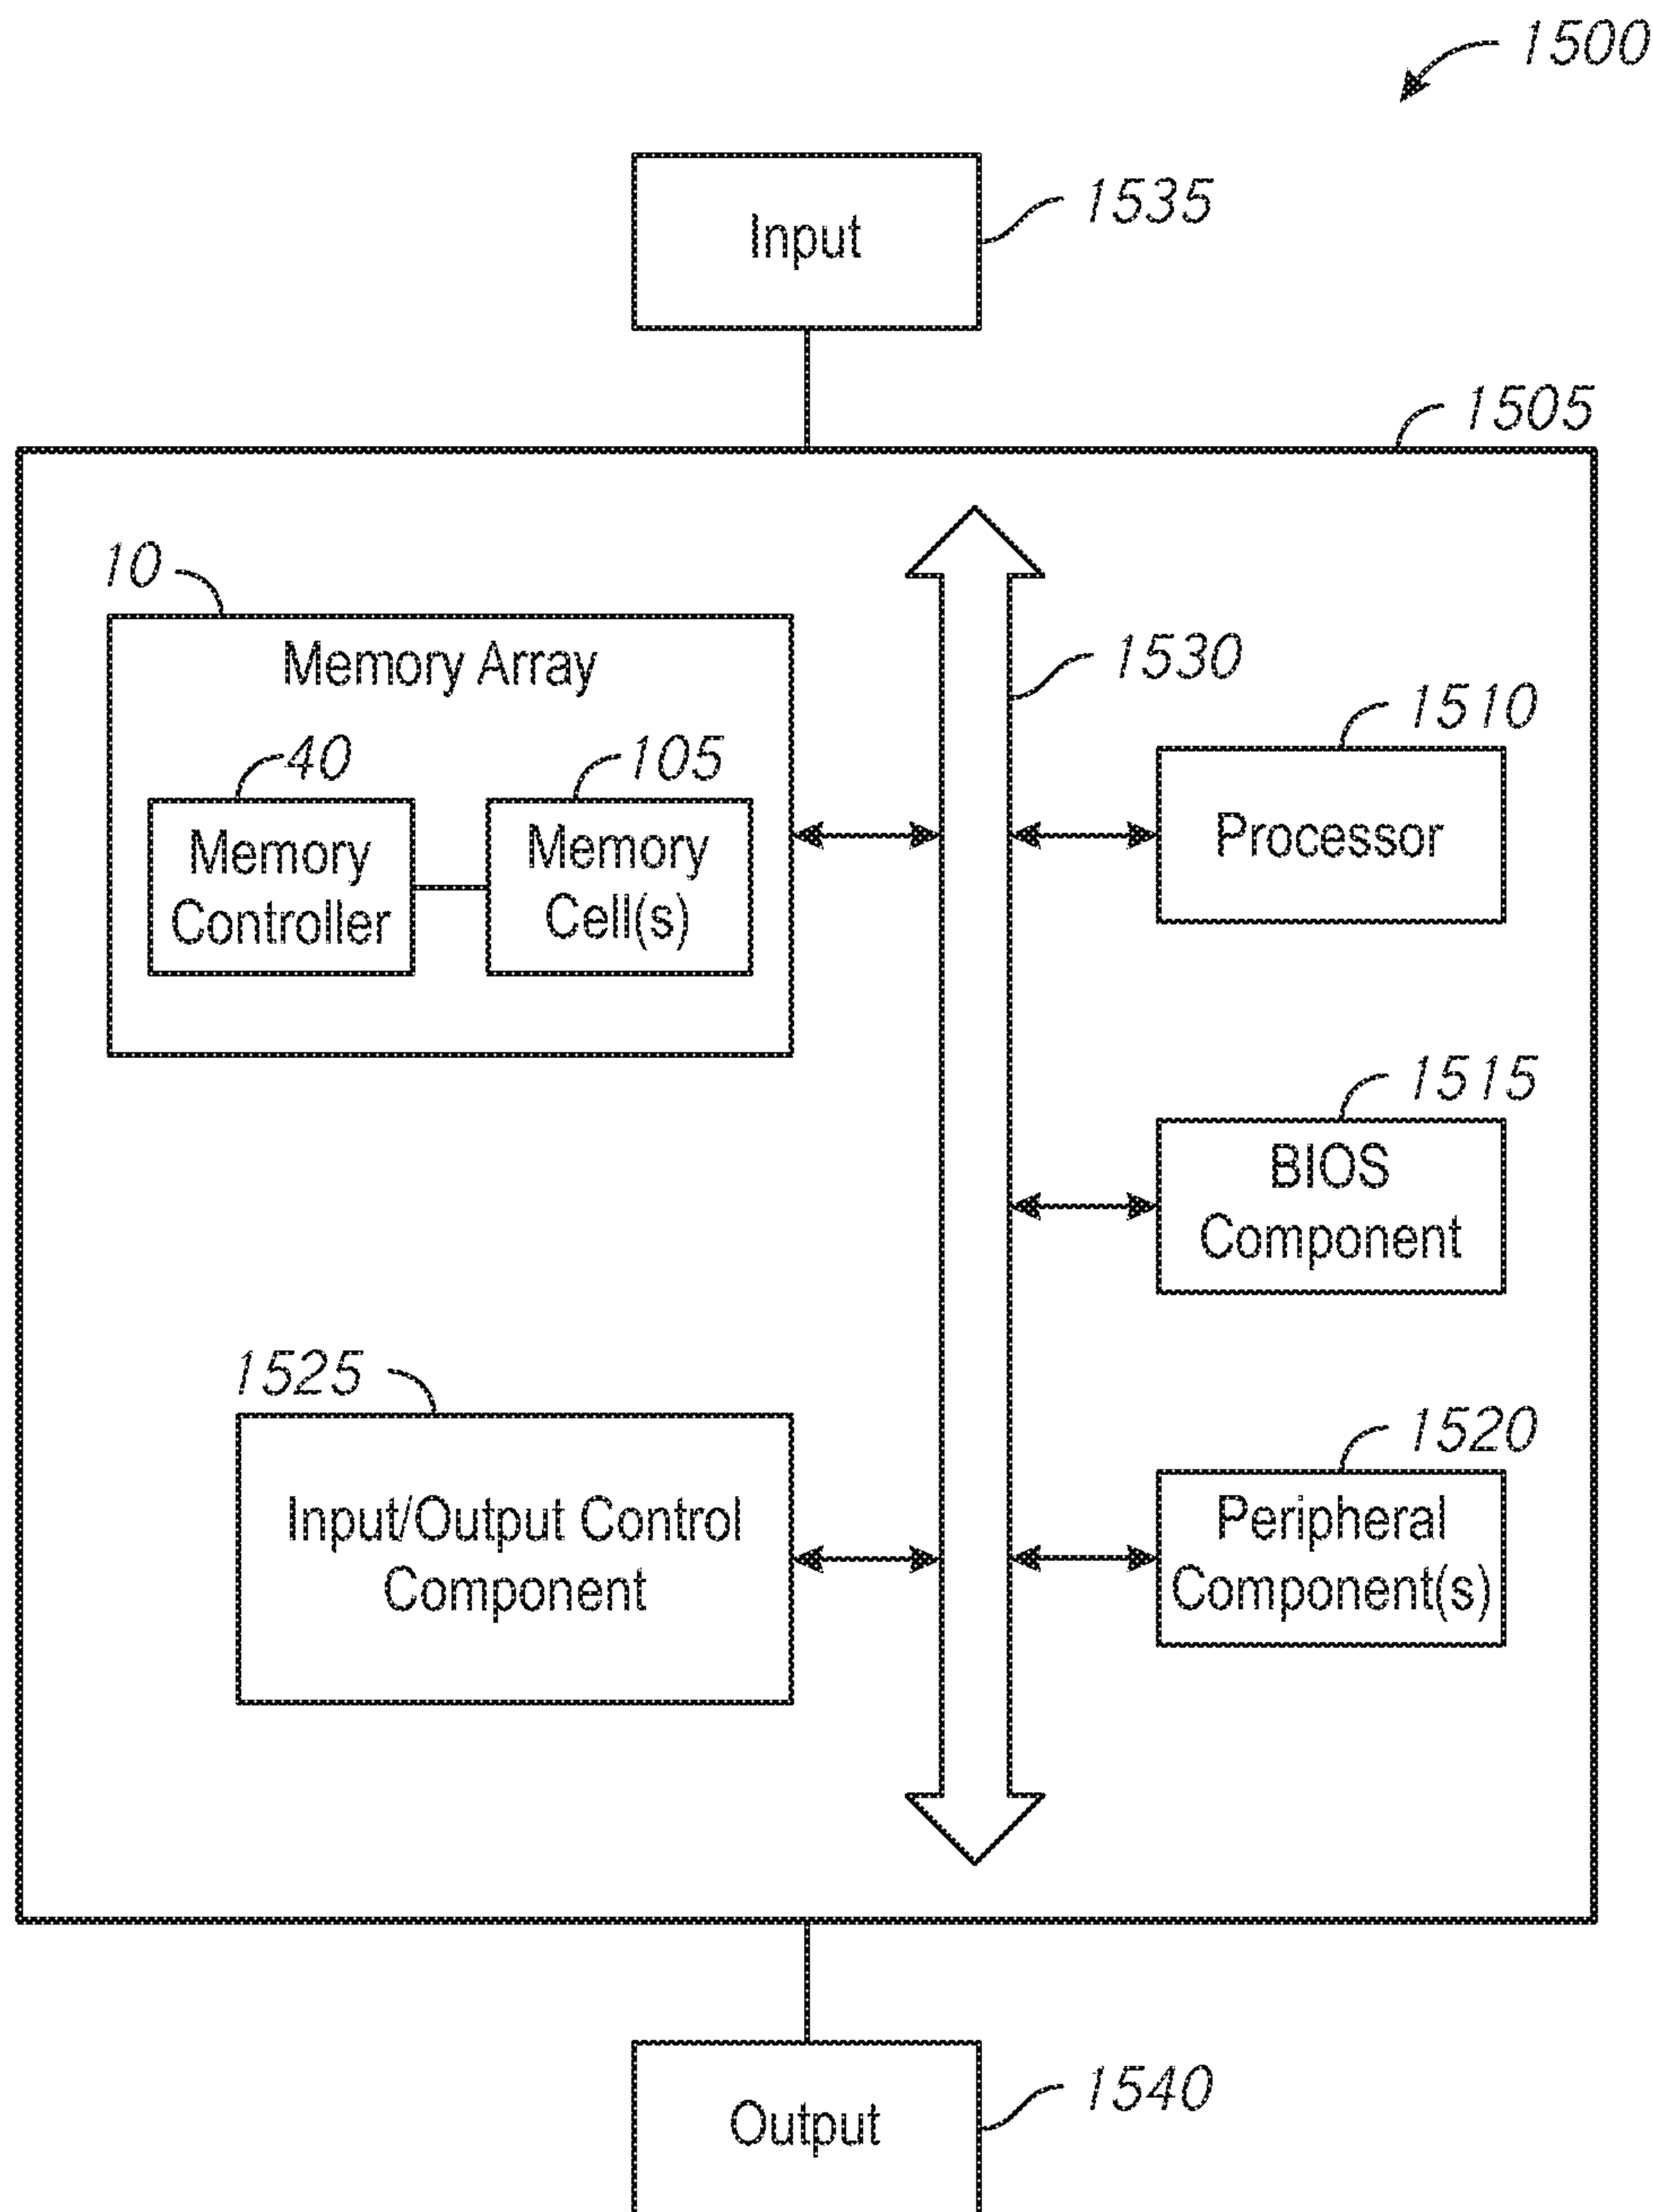 1500
Input
1535
1505
10
Memory Array
1530
1510
40
105
Memory
Controller
Memory
Cell(s)
Processor
1515
BIOS
Component
1525
1520
Input/Output Control
Component
Peripheral
Component(s)
Output
1540